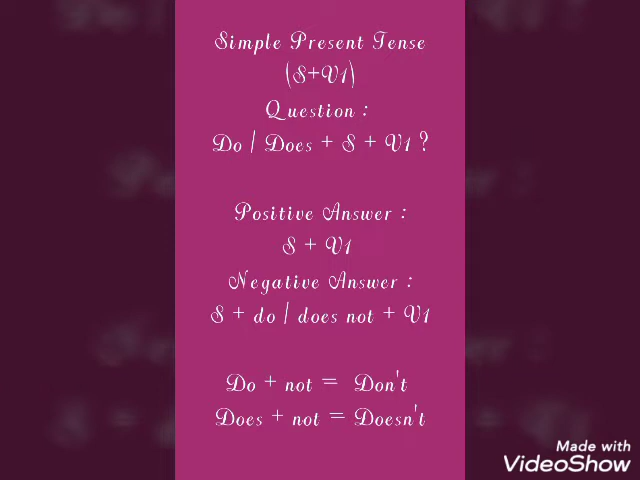 Simple Present Tense
(S+V1)
Question :
Do / Does + S + V1 ?
Positive Answer :
S + V1
Negative Answer :
S + do / does not + V1
Do + not = Don't
Does + not = Doesn't
Made with
VideoShow